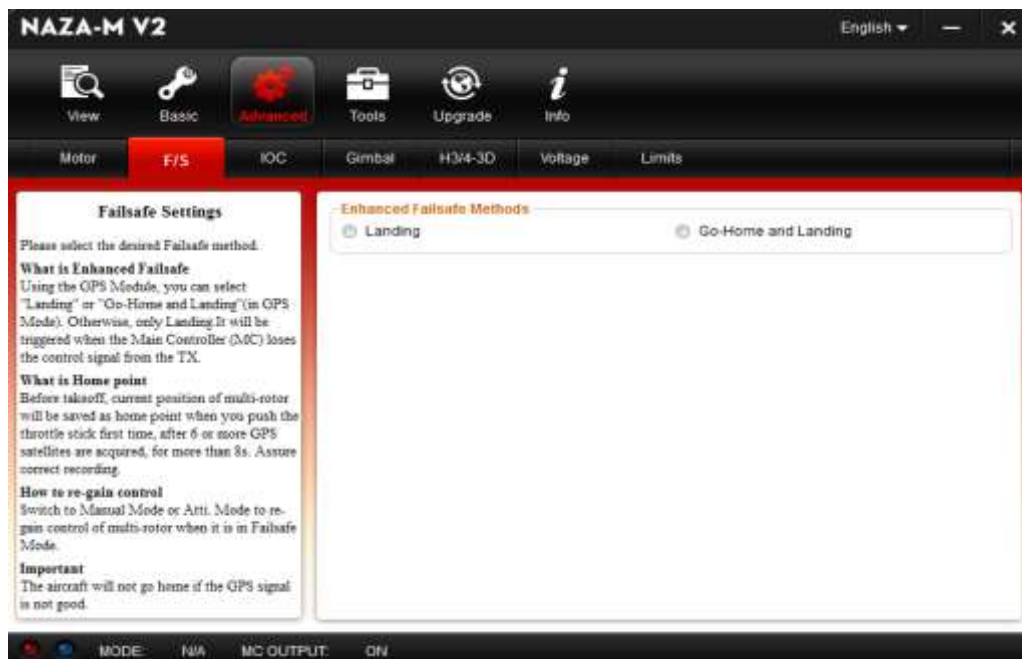 NAZA-M V2
English
View Basic Advanced Tools Upgrade Info
Motor F/S IOC Gimbal H3/4-3D Voltage Limits
Failsafe Settings
Please select the desired Failsafe method.
What is Enhanced Failsafe
Using the GPS Module, you can select
"Landing" or "Go-Home and Landing"(in GPS
Mode). Otherwise, only Landing.It will be
triggered when the Main Controller (MC) loses
the control signal from the TX.
What is Home point
Before takeoff, current position of multi-rotor
will be saved as home point when you push the
throttle stick first time, after 6 or more GPS
satellites are acquired, for more than 8s. Assure
correct recording.
How to re-gain control
Switch to Manual Mode or Atti. Mode to re-
gain control of multi-rotor when it is in Failsafe
Mode.
Important
The aircraft will not go home if the GPS signal
is not good.
Enhanced Failsafe Methods
Landing Go-Home and Landing
MODE: N/A MC OUTPUT: ON